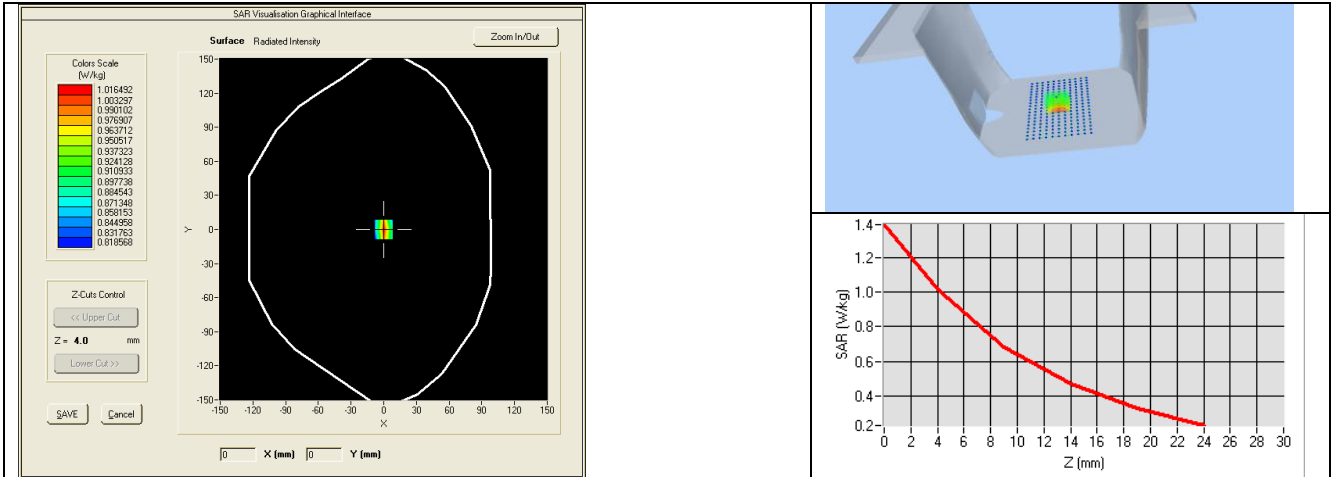 SAR Visualisation Graphical Interface
Surface Radiated Intensity
Zoom In/Out
Colors Scale
(W/kg)
1.016492
1.003297
0.990102
0.976907
0.963712
0.950517
0.937323
0.924128
0.910933
0.897738
0.884543
0.871348
0.858153
0.844958
0.831763
0.818568
Z-Cuts Control
<< Upper Cut
Z = 4.0 mm
Lower Cut >>
SAVE Cancel
150
120
90
60
30
0
-30
-60
-90
-120
-150
Y
-150 -120 -90 -60 -30 0 30 60 90 120 150
X
0 X (mm) 0 Y (mm)
1.4
1.2
1.0
0.8
0.6
0.4
0.2
SAR (W/kg)
0 2 4 6 8 10 12 14 16 18 20 22 24 26 28 30
Z (mm)